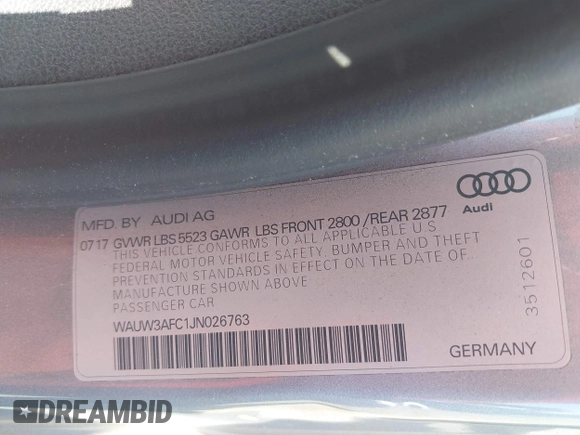 MFD. BY AUDI AG
0717 GVWR LBS 5523 GAWR LBS FRONT 2800 /REAR 2877
THIS VEHICLE CONFORMS TO ALL APPLICABLE U S
FEDERAL MOTOR VEHICLE SAFETY, BUMPER AND THEFT
PREVENTION STANDARDS IN EFFECT ON THE DATE OF
MANUFACTURE SHOWN ABOVE
PASSENGER CAR
WAUW3AFC1JN026763
Audi
3512601
GERMANY
DREAMBID